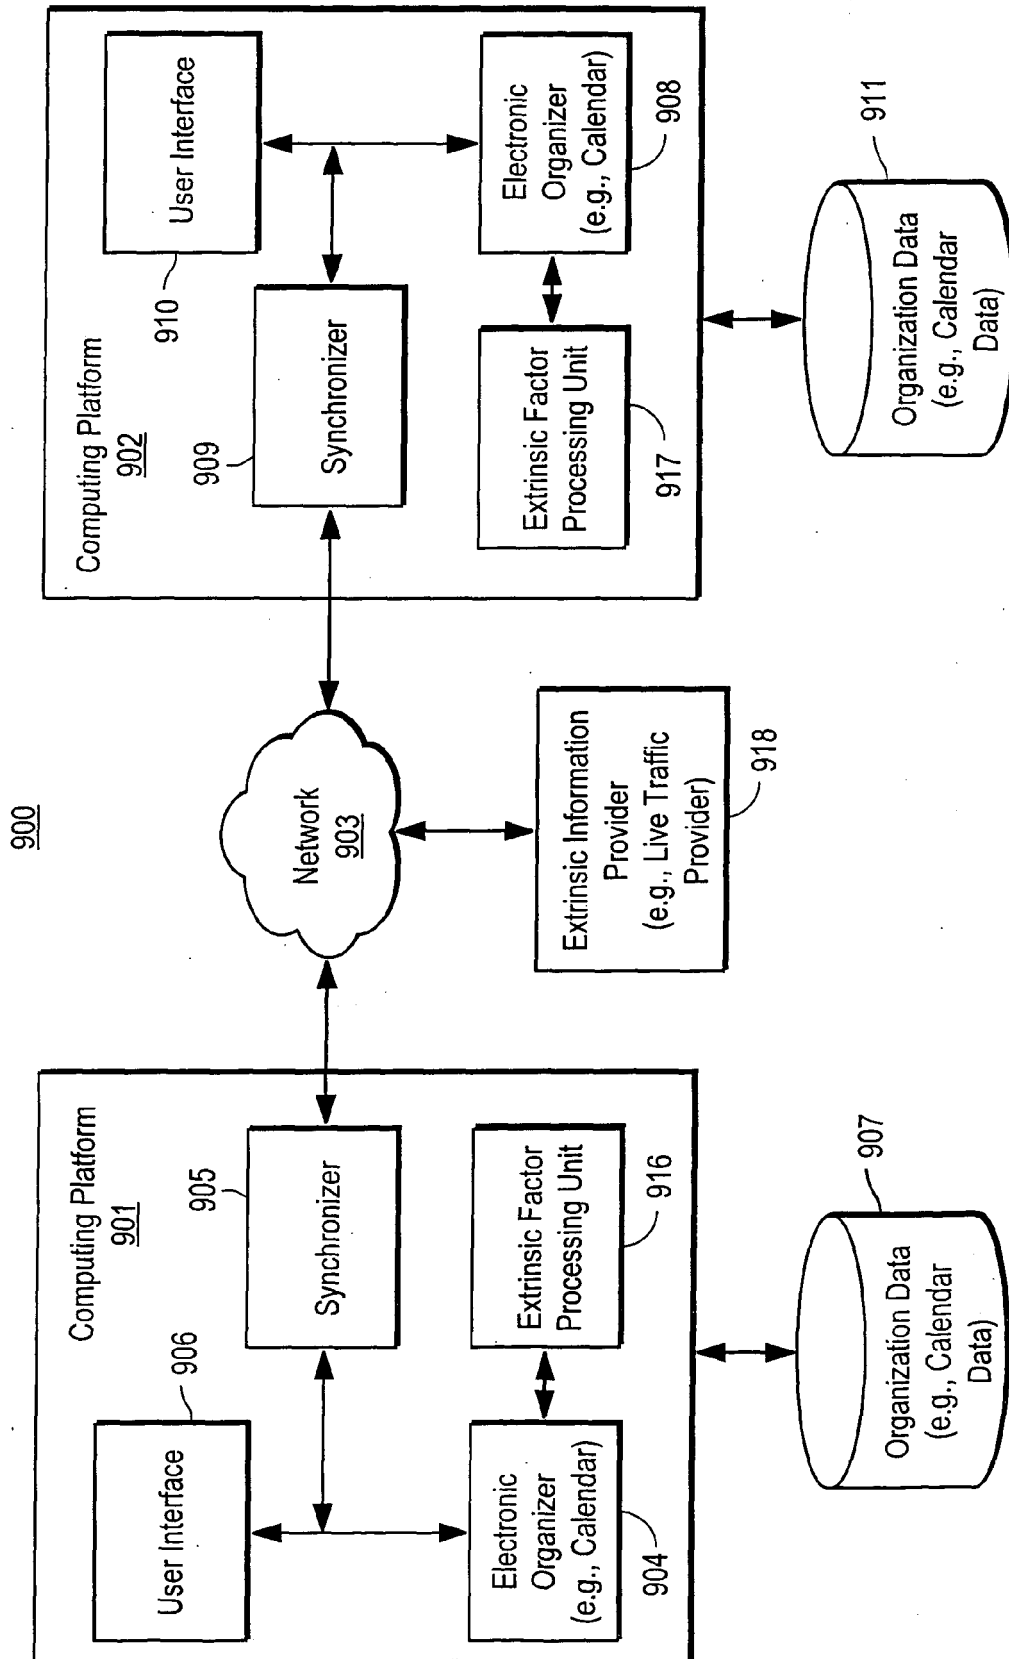 900
Computing Platform
901
User Interface
906
Synchronizer
905
Electronic
Organizer
(e.g., Calendar)
904
Extrinsic Factor
Processing Unit
916
Organization Data
(e.g., Calendar
Data)
907
Network
903
Extrinsic Information
Provider
(e.g., Live Traffic
Provider)
918
Computing Platform
902
User Interface
910
Synchronizer
909
Extrinsic Factor
Processing Unit
917
Electronic
Organizer
(e.g., Calendar)
908
Organization Data
(e.g., Calendar
Data)
911